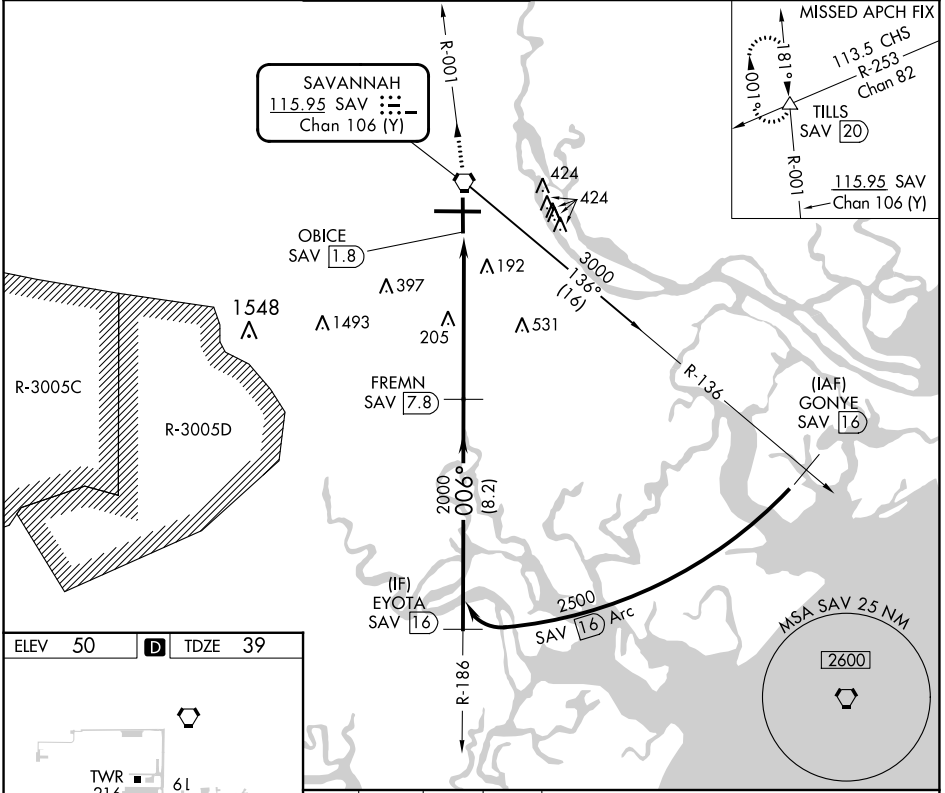 MISSED APCH FIX
113.5 CHS
R-253
Chan 82
181°
001°
TILLS
SAV 20
R-001
115.95 SAV
Chan 106 (Y)
R-001
SAVANNAH
115.95 SAV
Chan 106 (Y)
424
424
OBICE
SAV 1.8
192
397
3000
136°
(16)
1548
1493
205
531
R-3005C
R-3005D
FREMN
SAV 7.8
R-136
(IAF)
GONYE
SAV 16
2000
006°
(8.2)
(IF)
EYOTA
SAV 16
2500
SAV 16 Arc
R-186
MSA SAV 25 NM
2600
ELEV 50 D TDZE 39
TWR
216
19